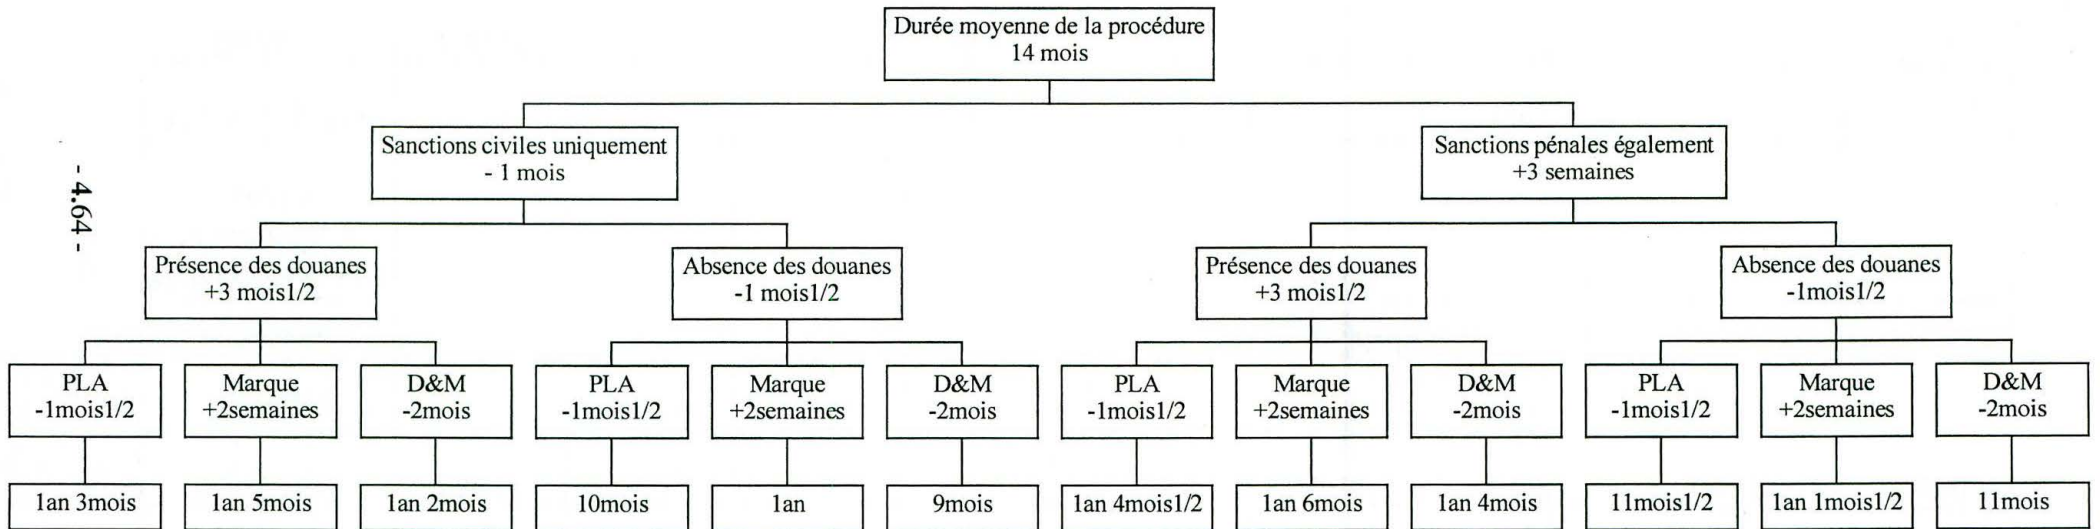 Durée moyenne de la procédure
14 mois
Sanctions civiles uniquement
- 1 mois
Sanctions pénales également
+3 semaines
- 4.64 -
Présence des douanes
+3 mois1/2
Absence des douanes
-1 mois1/2
Présence des douanes
+3 mois1/2
Absence des douanes
-1mois1/2
PLA
-1mois1/2
Marque
+2semaines
D&M
-2mois
PLA
-1mois1/2
Marque
+2semaines
D&M
-2mois
PLA
-1mois1/2
Marque
+2semaines
D&M
-2mois
PLA
-1mois1/2
Marque
+2semaines
D&M
-2mois
1an 3mois
1an 5mois
1an 2mois
10mois
1an
9mois
1an 4mois1/2
1an 6mois
1an 4mois
11mois1/2
1an 1mois1/2
11mois